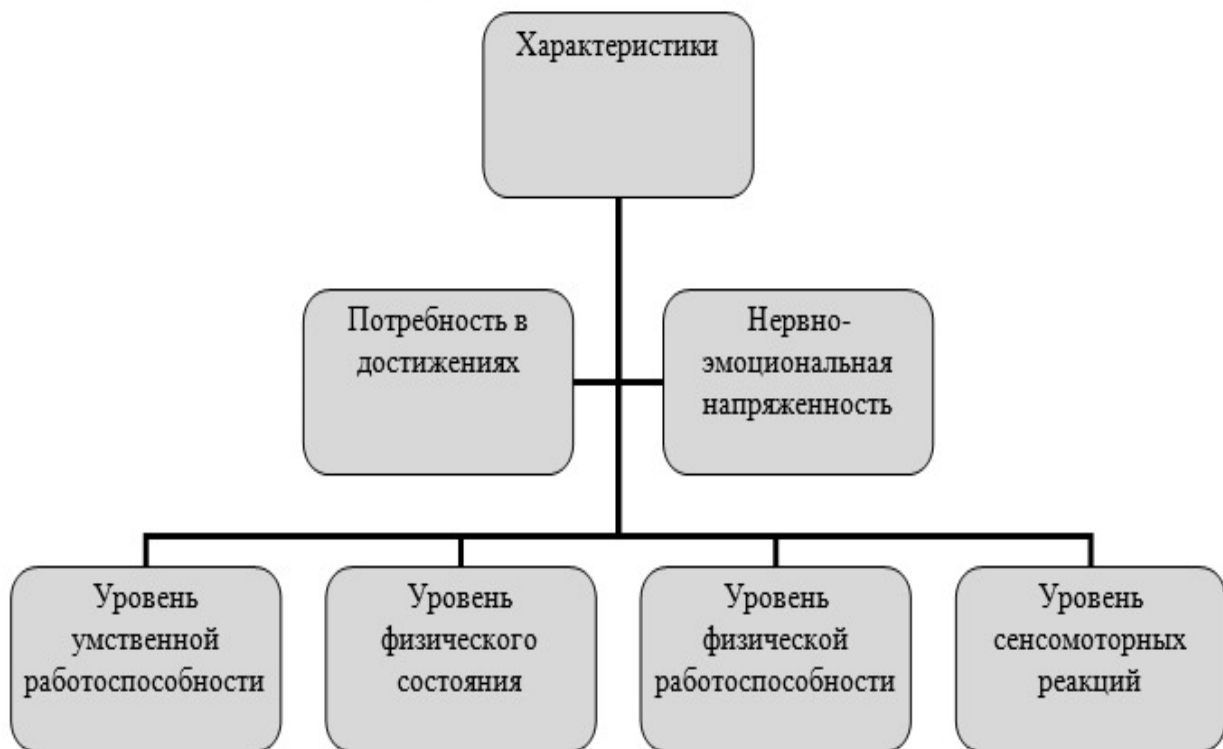 Характеристики
Потребность в
достижениях
Нервно-
эмоциональная
напряженность
Уровень
умственной
работоспособности
Уровень
физического
состояния
Уровень
физической
работоспособности
Уровень
сенсомоторных
реакций